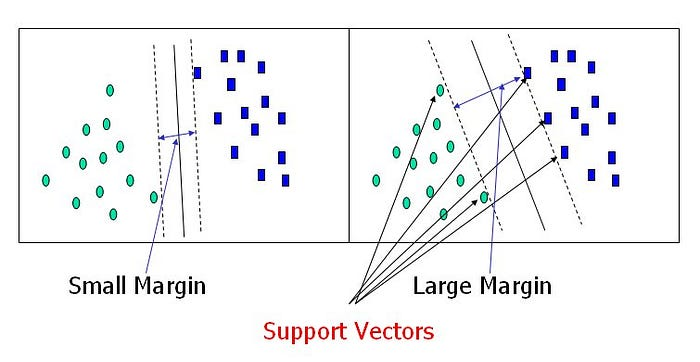 Small Margin
Large Margin
Support Vectors